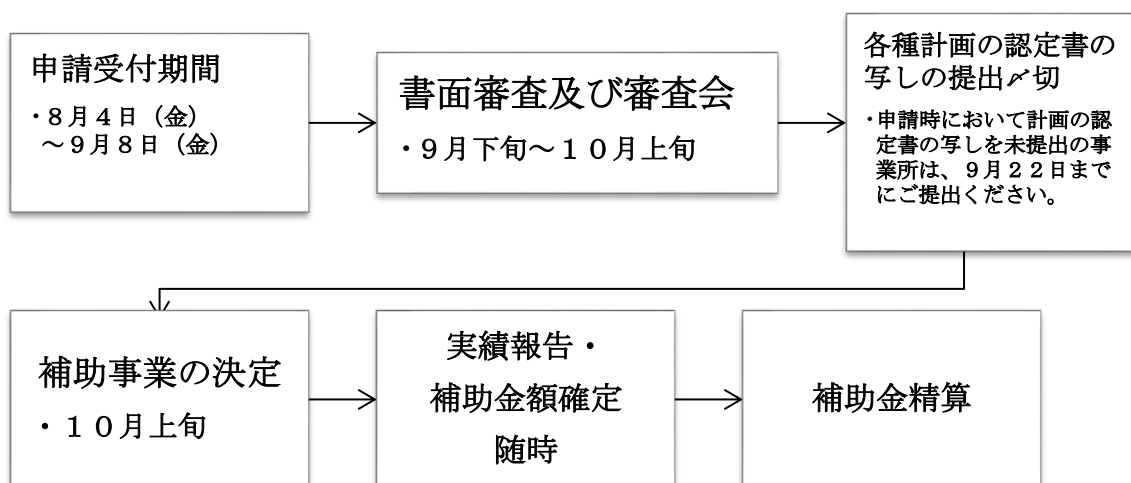 申請受付期間
・８月４日（金）
～９月８日（金）
書面審査及び審査会
・９月下旬～１０月上旬
各種計画の認定書の
写しの提出〆切
・申請時において計画の認
定書の写しを未提出の事
業所は、９月２２日まで
にご提出ください。
補助事業の決定
・１０月上旬
実績報告・
補助金額確定
随時
補助金精算